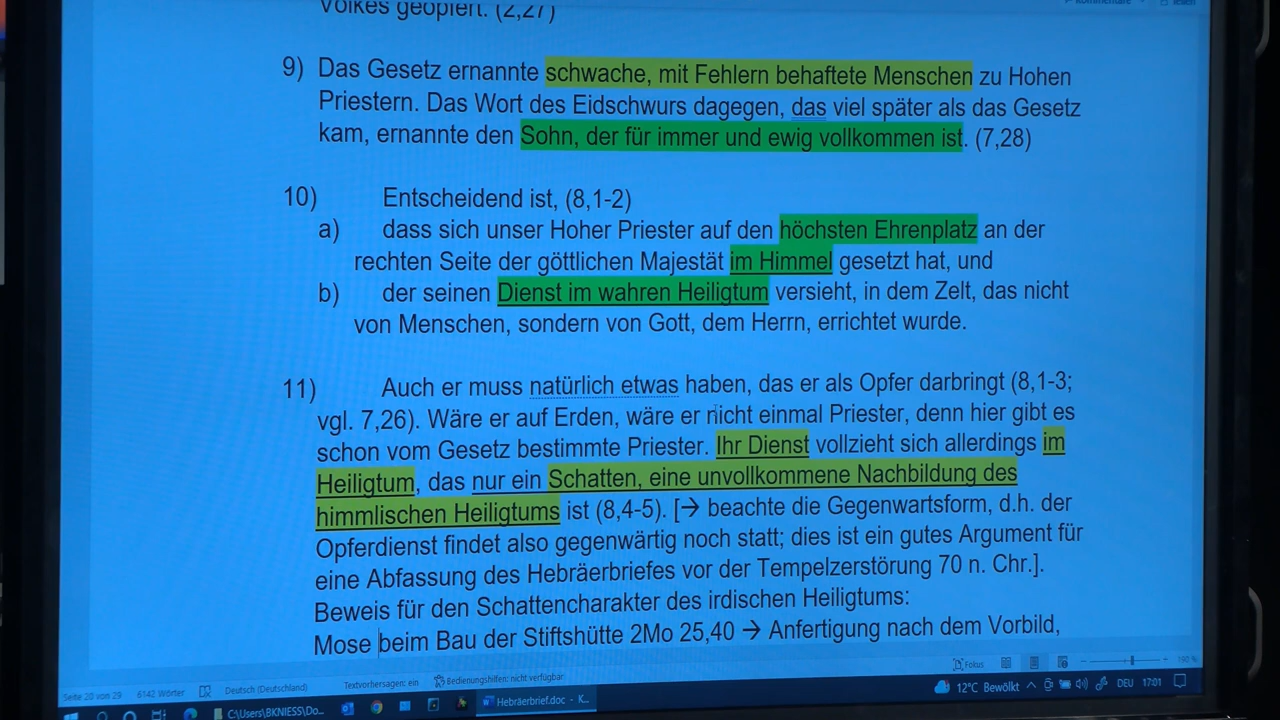 Volkes geopfert. (2,27)
Kommentare
Teilen
9) Das Gesetz ernannte schwache, mit Fehlern behaftete Menschen zu Hohen
Priestern. Das Wort des Eidschwurs dagegen, das viel später als das Gesetz
kam, ernannte den Sohn, der für immer und ewig vollkommen ist. (7,28)
10) Entscheidend ist, (8,1-2)
a) dass sich unser Hoher Priester auf den höchsten Ehrenplatz an der
rechten Seite der göttlichen Majestät im Himmel gesetzt hat, und
b) der seinen Dienst im wahren Heiligtum versieht, in dem Zelt, das nicht
von Menschen, sondern von Gott, dem Herrn, errichtet wurde.
11) Auch er muss natürlich etwas haben, das er als Opfer darbringt (8,1-3;
vgl. 7,26). Wäre er auf Erden, wäre er nicht einmal Priester, denn hier gibt es
schon vom Gesetz bestimmte Priester. Ihr Dienst vollzieht sich allerdings im
Heiligtum, das nur ein Schatten, eine unvollkommene Nachbildung des
himmlischen Heiligtums ist (8,4-5). [→ beachte die Gegenwartsform, d.h. der
Opferdienst findet also gegenwärtig noch statt; dies ist ein gutes Argument für
eine Abfassung des Hebräerbriefes vor der Tempelzerstörung 70 n. Chr.].
Beweis für den Schattencharakter des irdischen Heiligtums:
Mose beim Bau der Stiftshütte 2Mo 25,40 → Anfertigung nach dem Vorbild,
Seite 20 von 29 6142 Wörter Deutsch (Deutschland) Textvorhersagen: ein Bedienungshilfen: nicht verfügbar Fokus 190 %
C:\Users\BKNIESS\Do... Hebräerbrief.doc - K... 12°C Bewölkt DEU 17:01